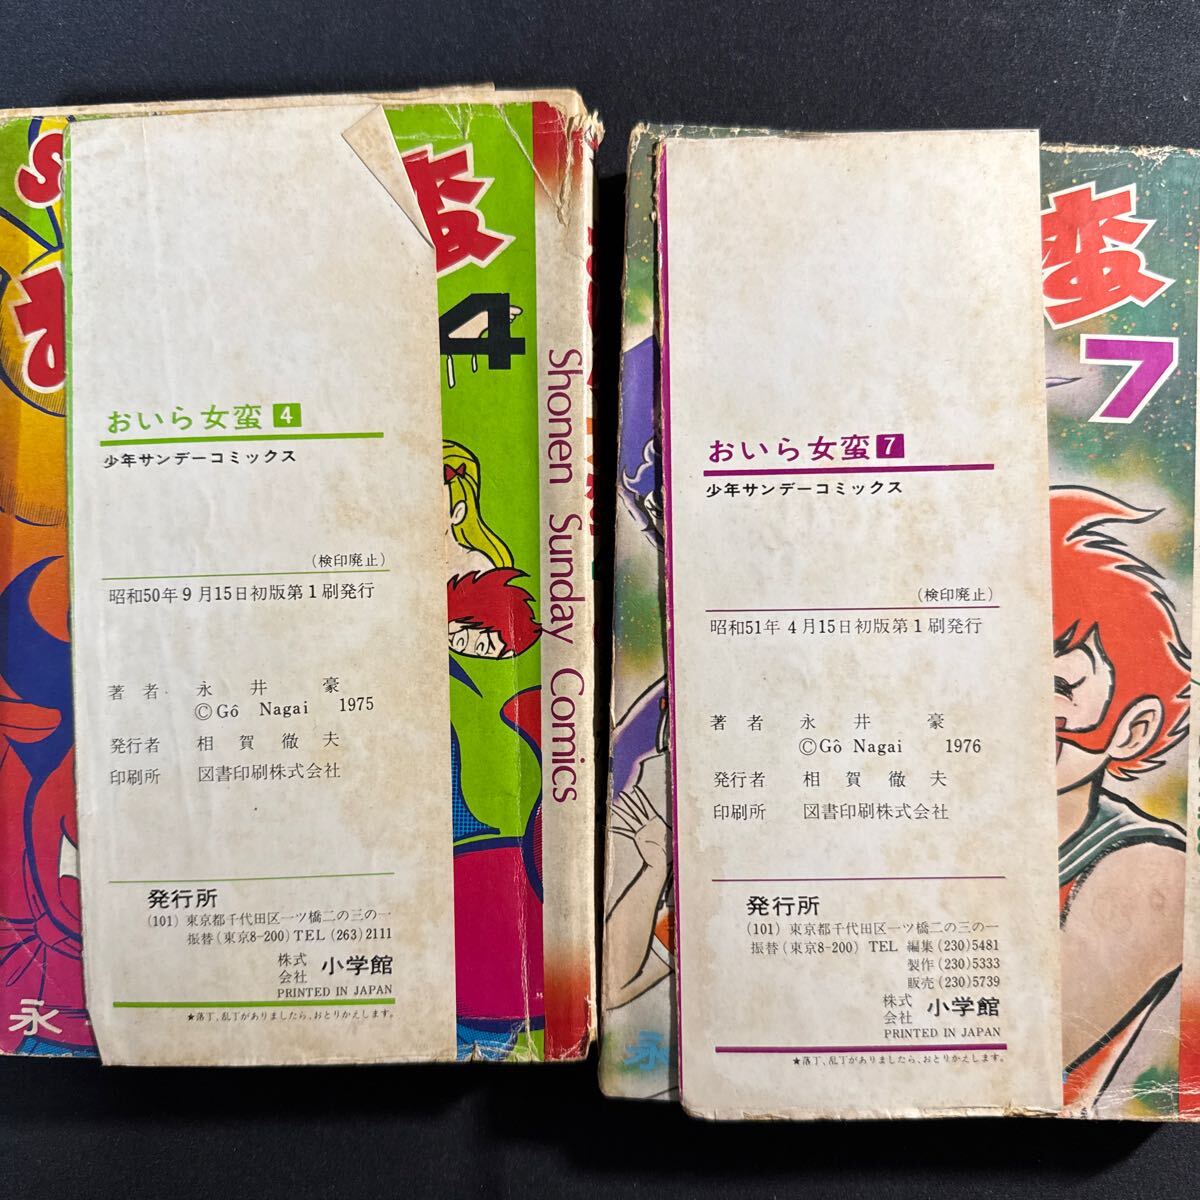 おいら女蛮 4
少年サンデーコミックス
(検印廃止)
昭和50年9月15日初版第1刷発行
著者 永井豪
©Gô Nagai 1975
発行者 相賀徹夫
印刷所 図書印刷株式会社
発行所
(101) 東京都千代田区一ツ橋二の三の一
振替(東京8-200) TEL (263) 2111
株式会社 小学館
PRINTED IN JAPAN
★落丁、乱丁がありましたら、おとりかえします。
蛮
4
お
永
Shonen Sunday Comics
おいら女蛮 7
少年サンデーコミックス
(検印廃止)
昭和51年4月15日初版第1刷発行
著者 永井豪
©Gô Nagai 1976
発行者 相賀徹夫
印刷所 図書印刷株式会社
発行所
(101) 東京都千代田区一ツ橋二の三の一
振替(東京8-200) TEL 編集(230)5481
製作(230)5333
販売(230)5739
株式会社 小学館
PRINTED IN JAPAN
★落丁、乱丁がありましたら、おとりかえします。
蛮
7
永